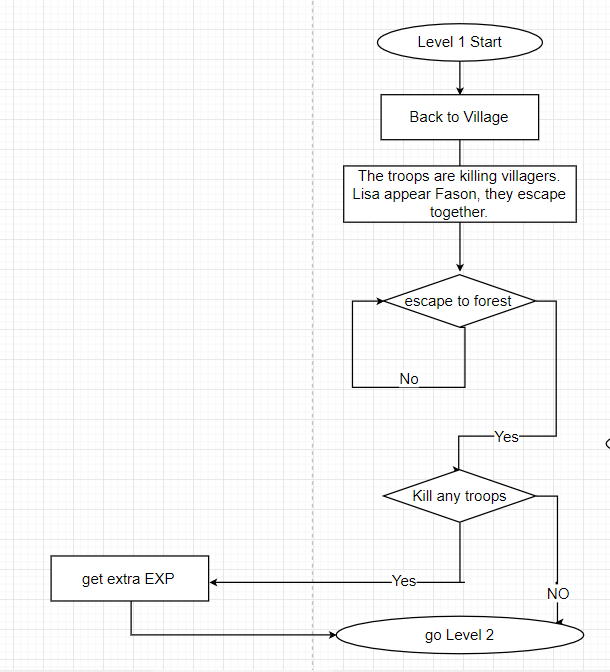 Level 1 Start
Back to Village
The troops are killing villagers.
Lisa appear Fason, they escape
together.
escape to forest
No
Yes
Kill any troops
get extra EXP
Yes
NO
go Level 2